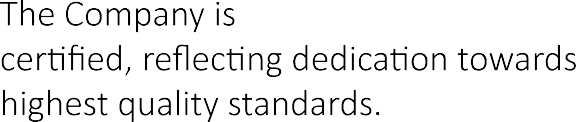 The Company is
certified, reflecting dedication towards
highest quality standards.